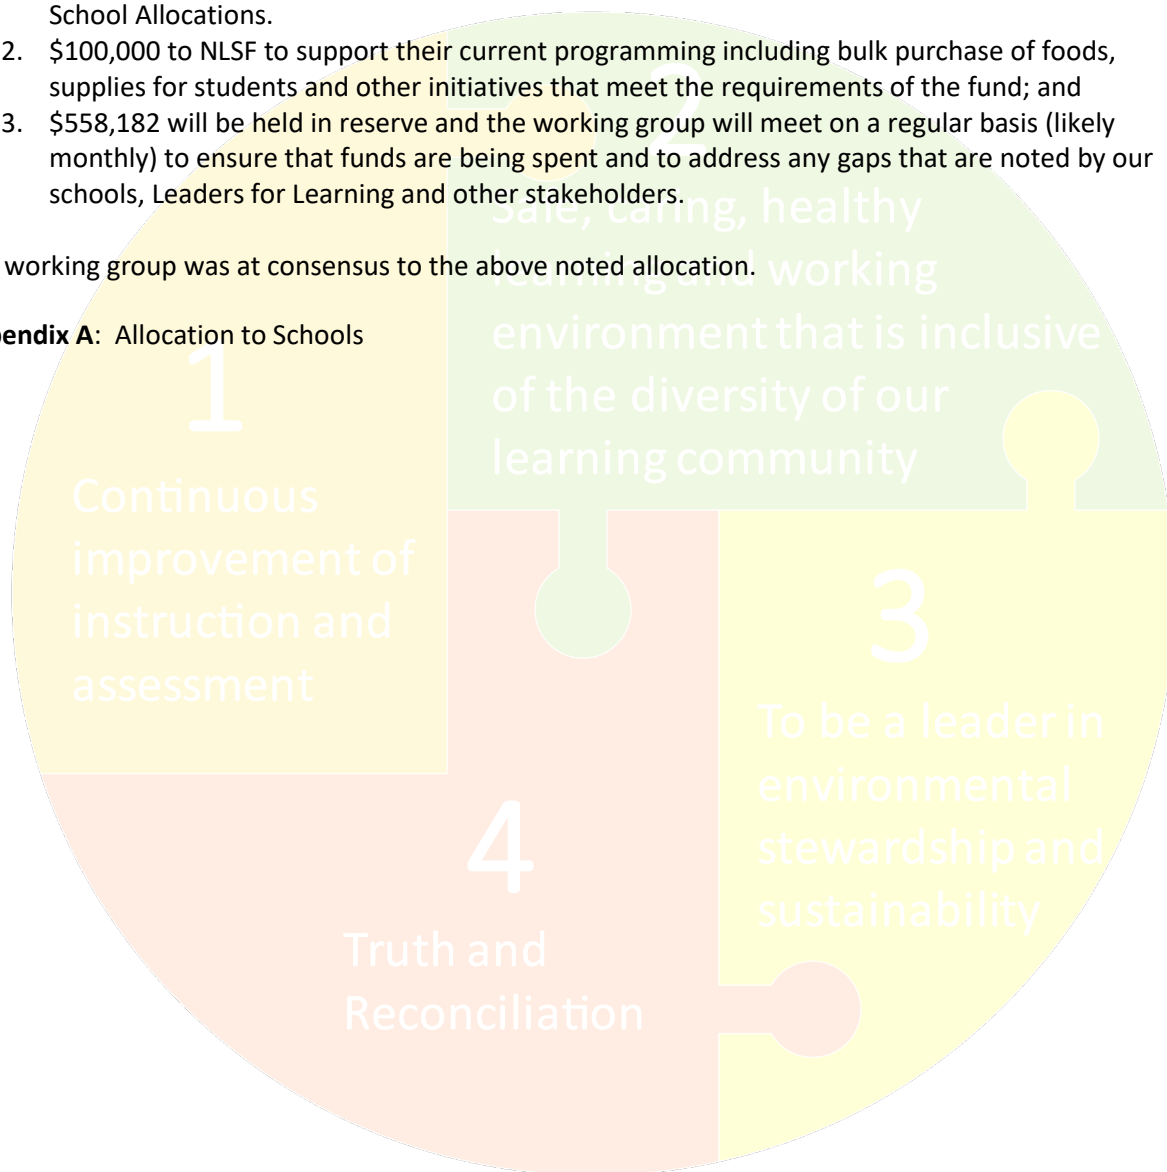 School Allocations.
2. $100,000 to NLSF to support their current programming including bulk purchase of foods,
supplies for students and other initiatives that meet the requirements of the fund; and
3. $558,182 will be held in reserve and the working group will meet on a regular basis (likely
monthly) to ensure that funds are being spent and to address any gaps that are noted by our
schools, Leaders for Learning and other stakeholders.
working group was at consensus to the above noted allocation.
endix A: Allocation to Schools
1
Continuous
improvement of
instruction and
assessment
2
Safe, caring, healthy
learning and working
environment that is inclusive
of the diversity of our
learning community
3
To be a leader in
environmental
stewardship and
sustainability
4
Truth and
Reconciliation